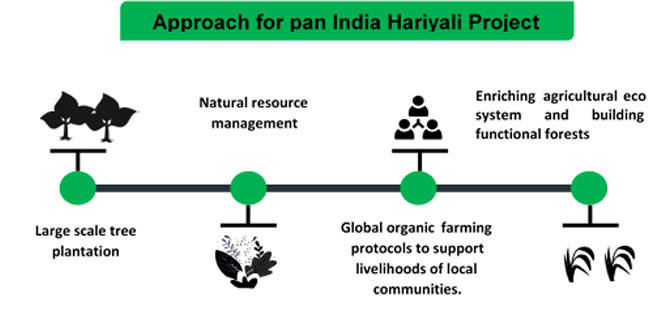 Approach for pan India Hariyali Project
Large scale tree
plantation
Natural resource
management
Global organic farming
protocols to support
livelihoods of local
communities.
Enriching agricultural eco
system and building
functional forests